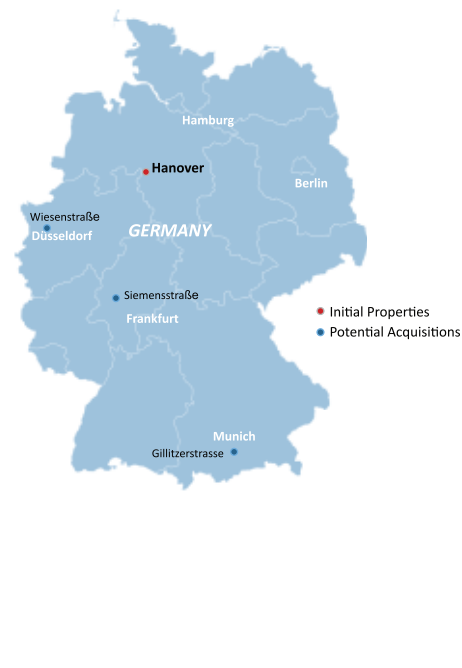 Hamburg
Hanover
Berlin
Wiesenstraße
Düsseldorf
GERMANY
Siemensstraße
Frankfurt
Initial Properties
Potential Acquisitions
Munich
Gillitzerstrasse